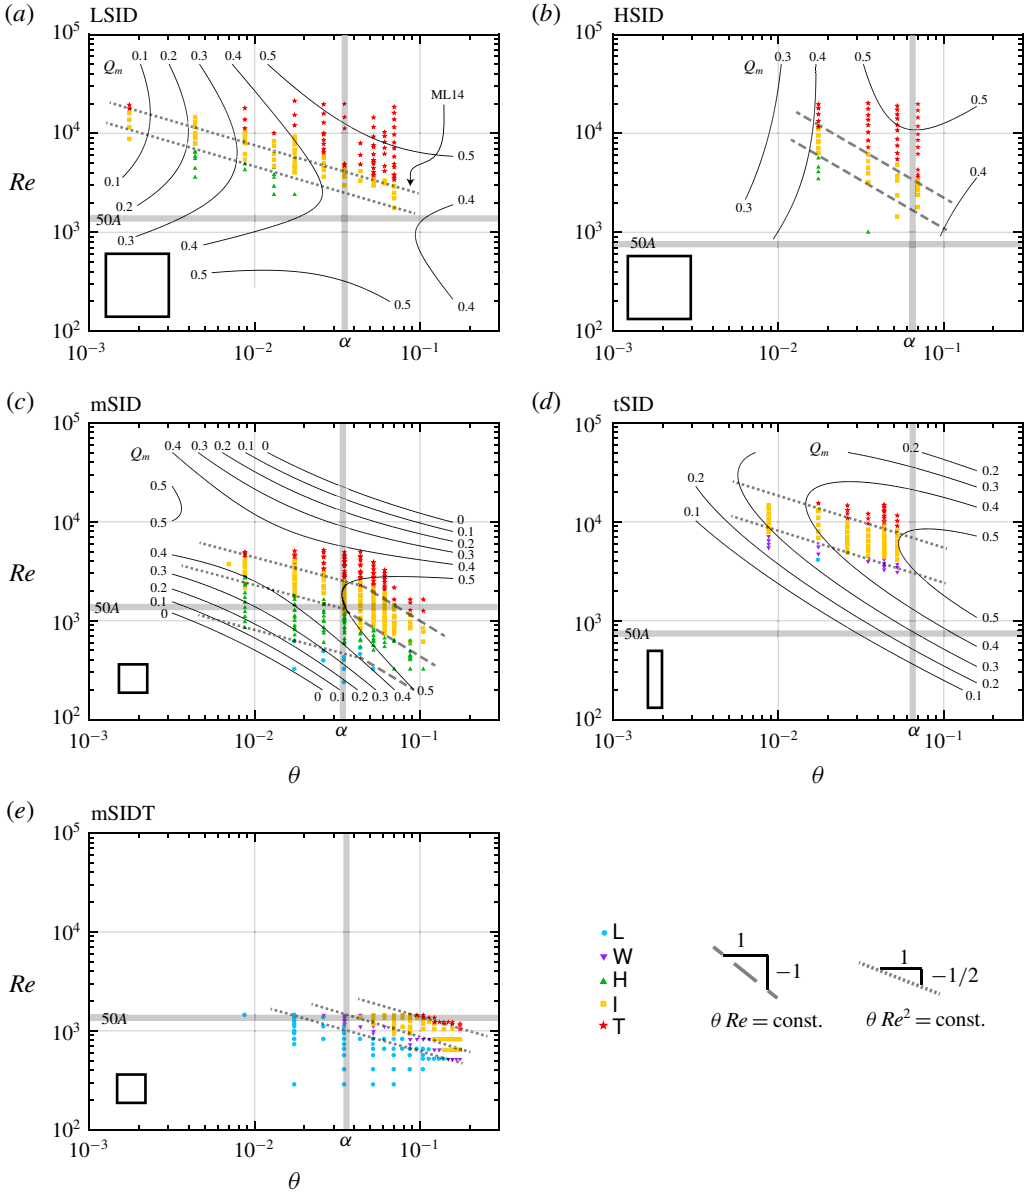 (a) LSID
10^5
10^4
10^3
10^2
Re
Q_m
0.1
0.2
0.3
0.4
0.5
ML14
0.5
0.1
0.2
0.4
50A
0.3
0.4
0.5
0.5
0.4
10^−3
10^−2
α
10^−1
(b) HSID
10^5
10^4
10^3
10^2
Q_m
0.3
0.4
0.5
0.5
0.4
0.3
0.2
50A
10^−3
10^−2
α
10^−1
(c) mSID
10^5
10^4
10^3
10^2
Re
Q_m
0.4
0.3
0.2
0.1
0
0.5
0.5
0
0.1
0.2
0.3
0.4
0.5
0.4
0.3
0.2
0.1
0
50A
0
0.1
0.2
0.3
0.4
0.5
10^−3
10^−2
α
10^−1
θ
(d) tSID
10^5
10^4
10^3
10^2
Q_m
0.2
0.2
0.3
0.4
0.5
0.2
0.1
0.5
0.4
0.3
0.2
0.1
50A
10^−3
10^−2
α
10^−1
θ
(e) mSIDT
10^5
10^4
10^3
10^2
Re
50A
10^−3
10^−2
α
10^−1
θ
L
W
H
I
T
1
−1
θ Re = const.
1
−1/2
θ Re² = const.